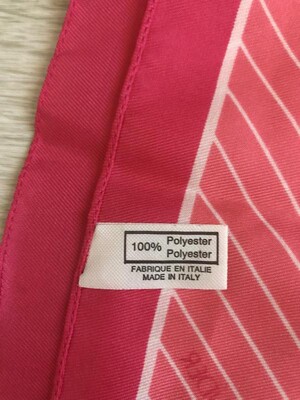 100% Polyester
Polyester
FABRIQUE EN ITALIE
MADE IN ITALY